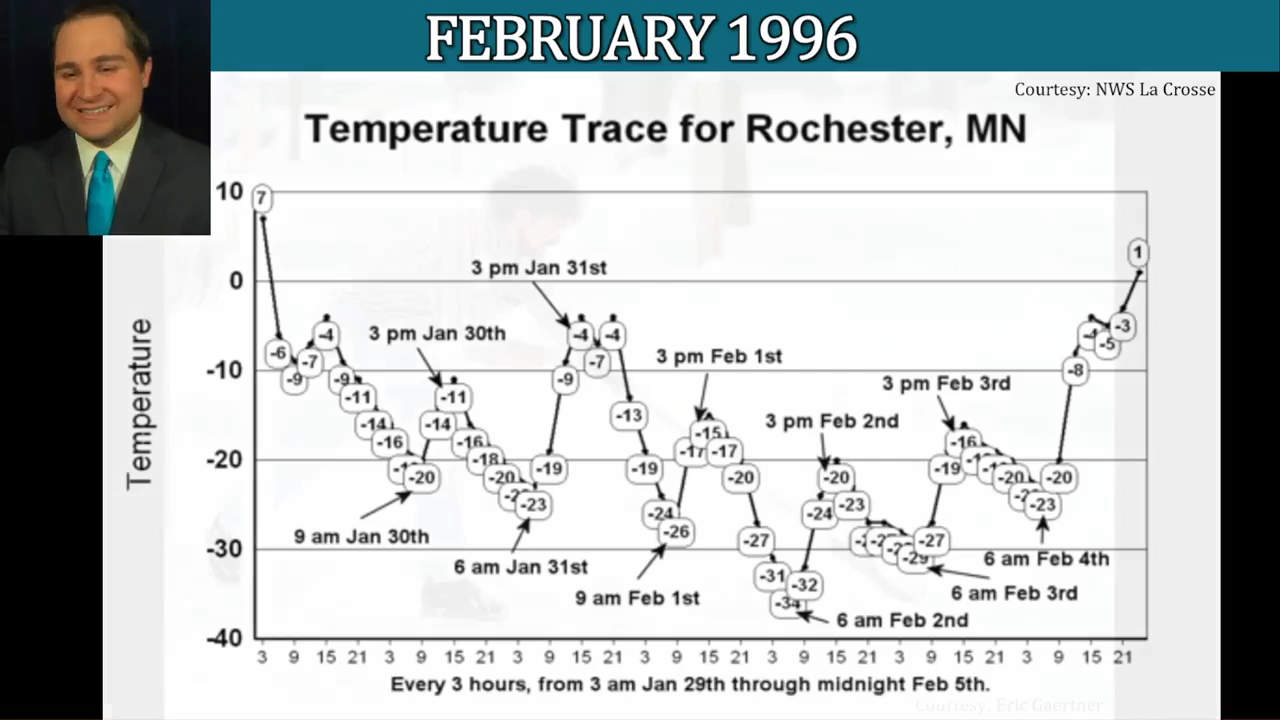 FEBRUARY 1996
Courtesy: NWS La Crosse
Temperature Trace for Rochester, MN
Temperature
10
0
-10
-20
-30
-40
7
-6
-9
-7
-4
-9
-11
-14
-16
-20
-14
-11
-16
-18
-20
-23
-19
-9
-4
-7
-4
-13
-19
-24
-26
-17
-15
-17
-20
-27
-31
-34
-32
-24
-20
-23
-29
-27
-19
-16
-20
-23
-20
-8
-5
-3
1
3 pm Jan 31st
3 pm Jan 30th
3 pm Feb 1st
3 pm Feb 3rd
3 pm Feb 2nd
9 am Jan 30th
6 am Jan 31st
9 am Feb 1st
6 am Feb 4th
6 am Feb 3rd
6 am Feb 2nd
3 9 15 21 3 9 15 21 3 9 15 21 3 9 15 21 3 9 15 21 3 9 15 21 3 9 15 21
Every 3 hours, from 3 am Jan 29th through midnight Feb 5th.
Courtesy: Eric Gaertner